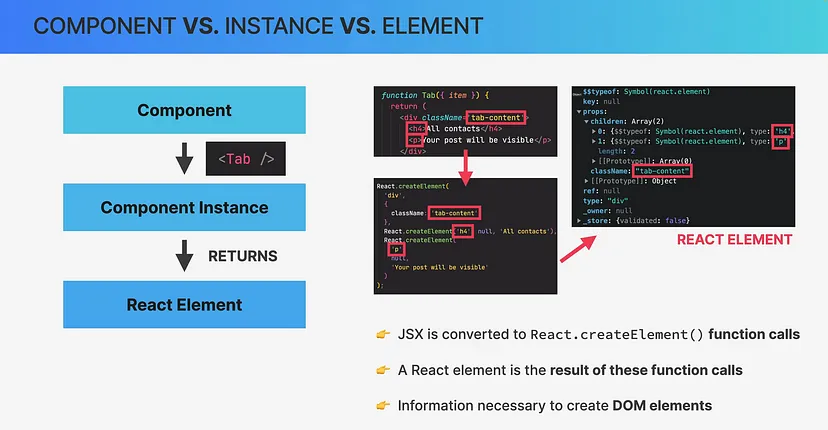 COMPONENT VS. INSTANCE VS. ELEMENT
Component
<Tab />
Component Instance
RETURNS
React Element
function Tab({ item }) {
return (
<div className='tab-content'>
<h4>All contacts</h4>
<p>Your post will be visible</p>
</div>
React.createElement(
'div',
{
className: 'tab-content'
},
React.createElement('h4', null, 'All contacts'),
React.createElement(
'p',
null,
'Your post will be visible'
)
);
$$typeof: Symbol(react.element)
key: null
props:
children: Array(2)
0: {$$typeof: Symbol(react.element), type: 'h4',
1: {$$typeof: Symbol(react.element), type: 'p',
length: 2
[[Prototype]]: Array(0)
className: "tab-content"
[[Prototype]]: Object
ref: null
type: "div"
_owner: null
_store: {validated: false}
REACT ELEMENT
👉 JSX is converted to React.createElement() function calls
👉 A React element is the result of these function calls
👉 Information necessary to create DOM elements